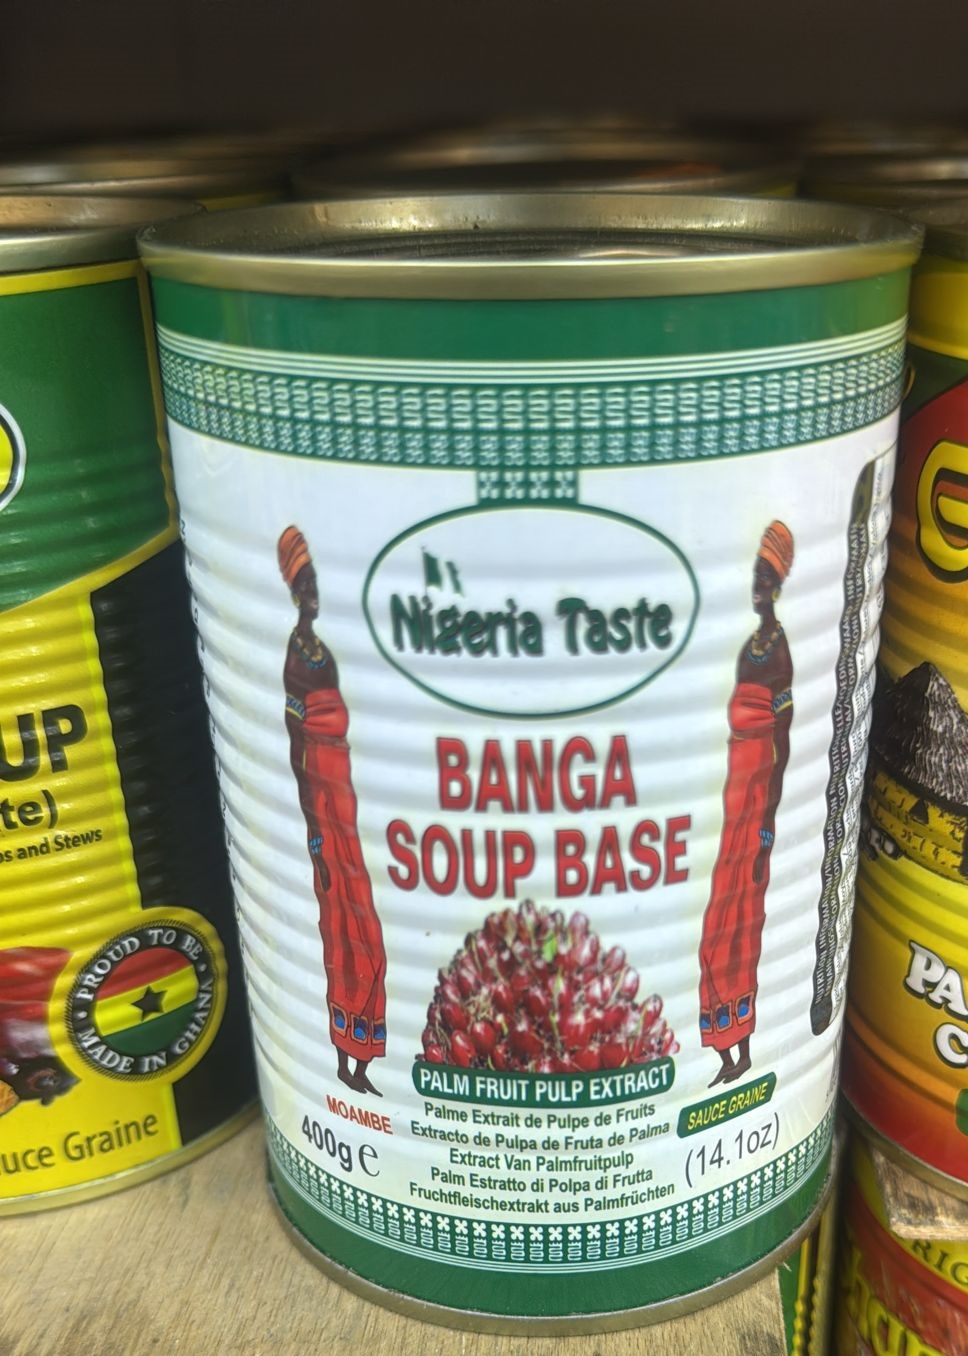 Nigeria Taste
BANGA
SOUP BASE
PALM FRUIT PULP EXTRACT
MOAMBE
400g e
Palme Extrait de Pulpe de Fruits
Extracto de Pulpa de Fruta de Palma
Extract Van Palmfruitpulp
Palm Estratto di Polpa di Frutta
Fruchtfleischextrakt aus Palmfrüchten
SAUCE GRAINE
(14.1oz)
UP
te)
and Stews
PROUD TO BE
MADE IN GHANA
uce Graine
PA
C